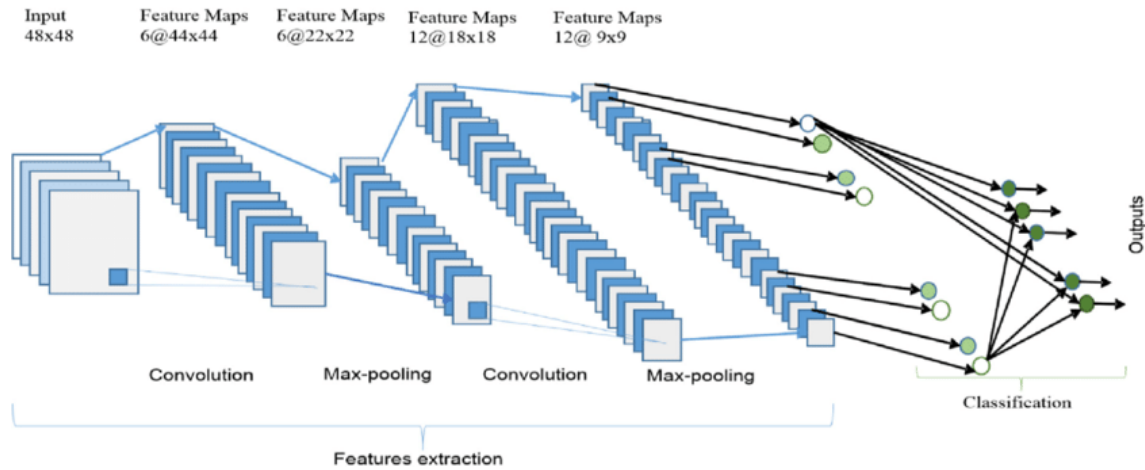 Input
48x48
Feature Maps
6@44x44
Feature Maps
6@22x22
Feature Maps
12@18x18
Feature Maps
12@ 9x9
Outputs
Convolution
Max-pooling
Convolution
Max-pooling
Classification
Features extraction